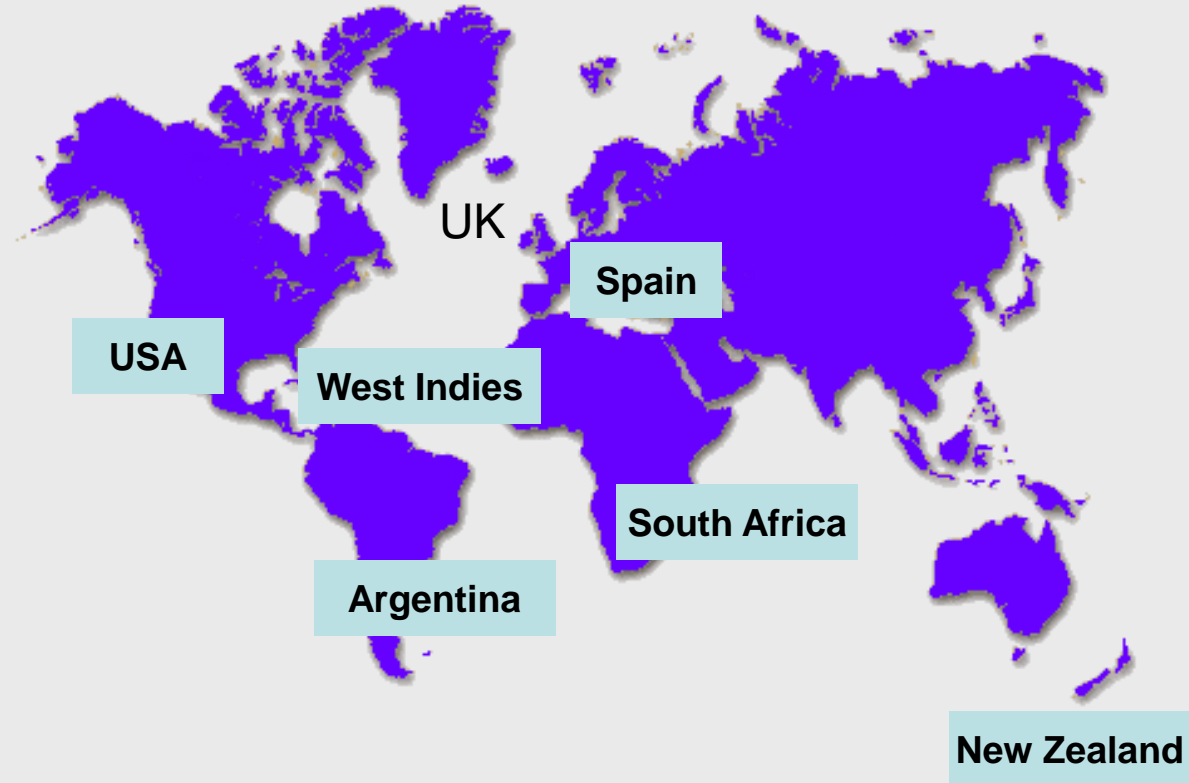 UK
Spain
USA
West Indies
South Africa
Argentina
New Zealand